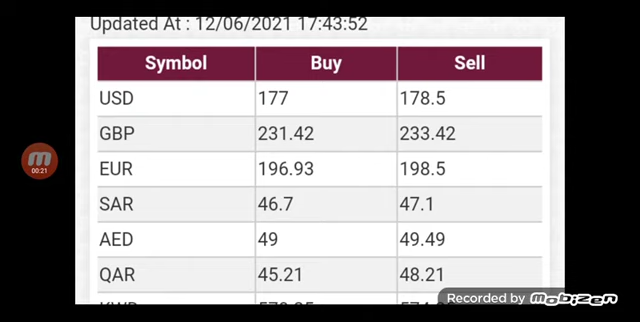 Updated At : 12/06/2021 17:43:52
Symbol Buy Sell
USD 177 178.5
GBP 231.42 233.42
EUR 196.93 198.5
SAR 46.7 47.1
AED 49 49.49
QAR 45.21 48.21
00:21
Recorded by mobizen